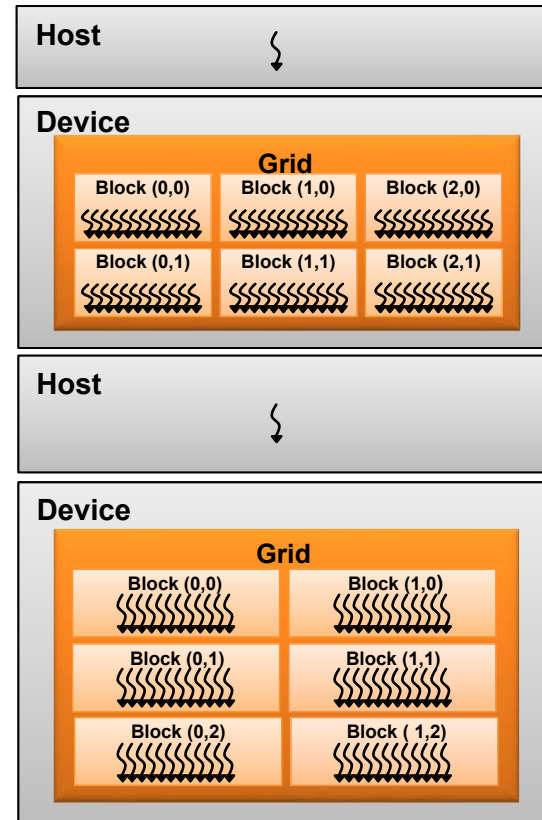 Host
Device
Grid
Block (0,0) Block (1,0) Block (2,0)
Block (0,1) Block (1,1) Block (2,1)
Host
Device
Grid
Block (0,0) Block (1,0)
Block (0,1) Block (1,1)
Block (0,2) Block ( 1,2)